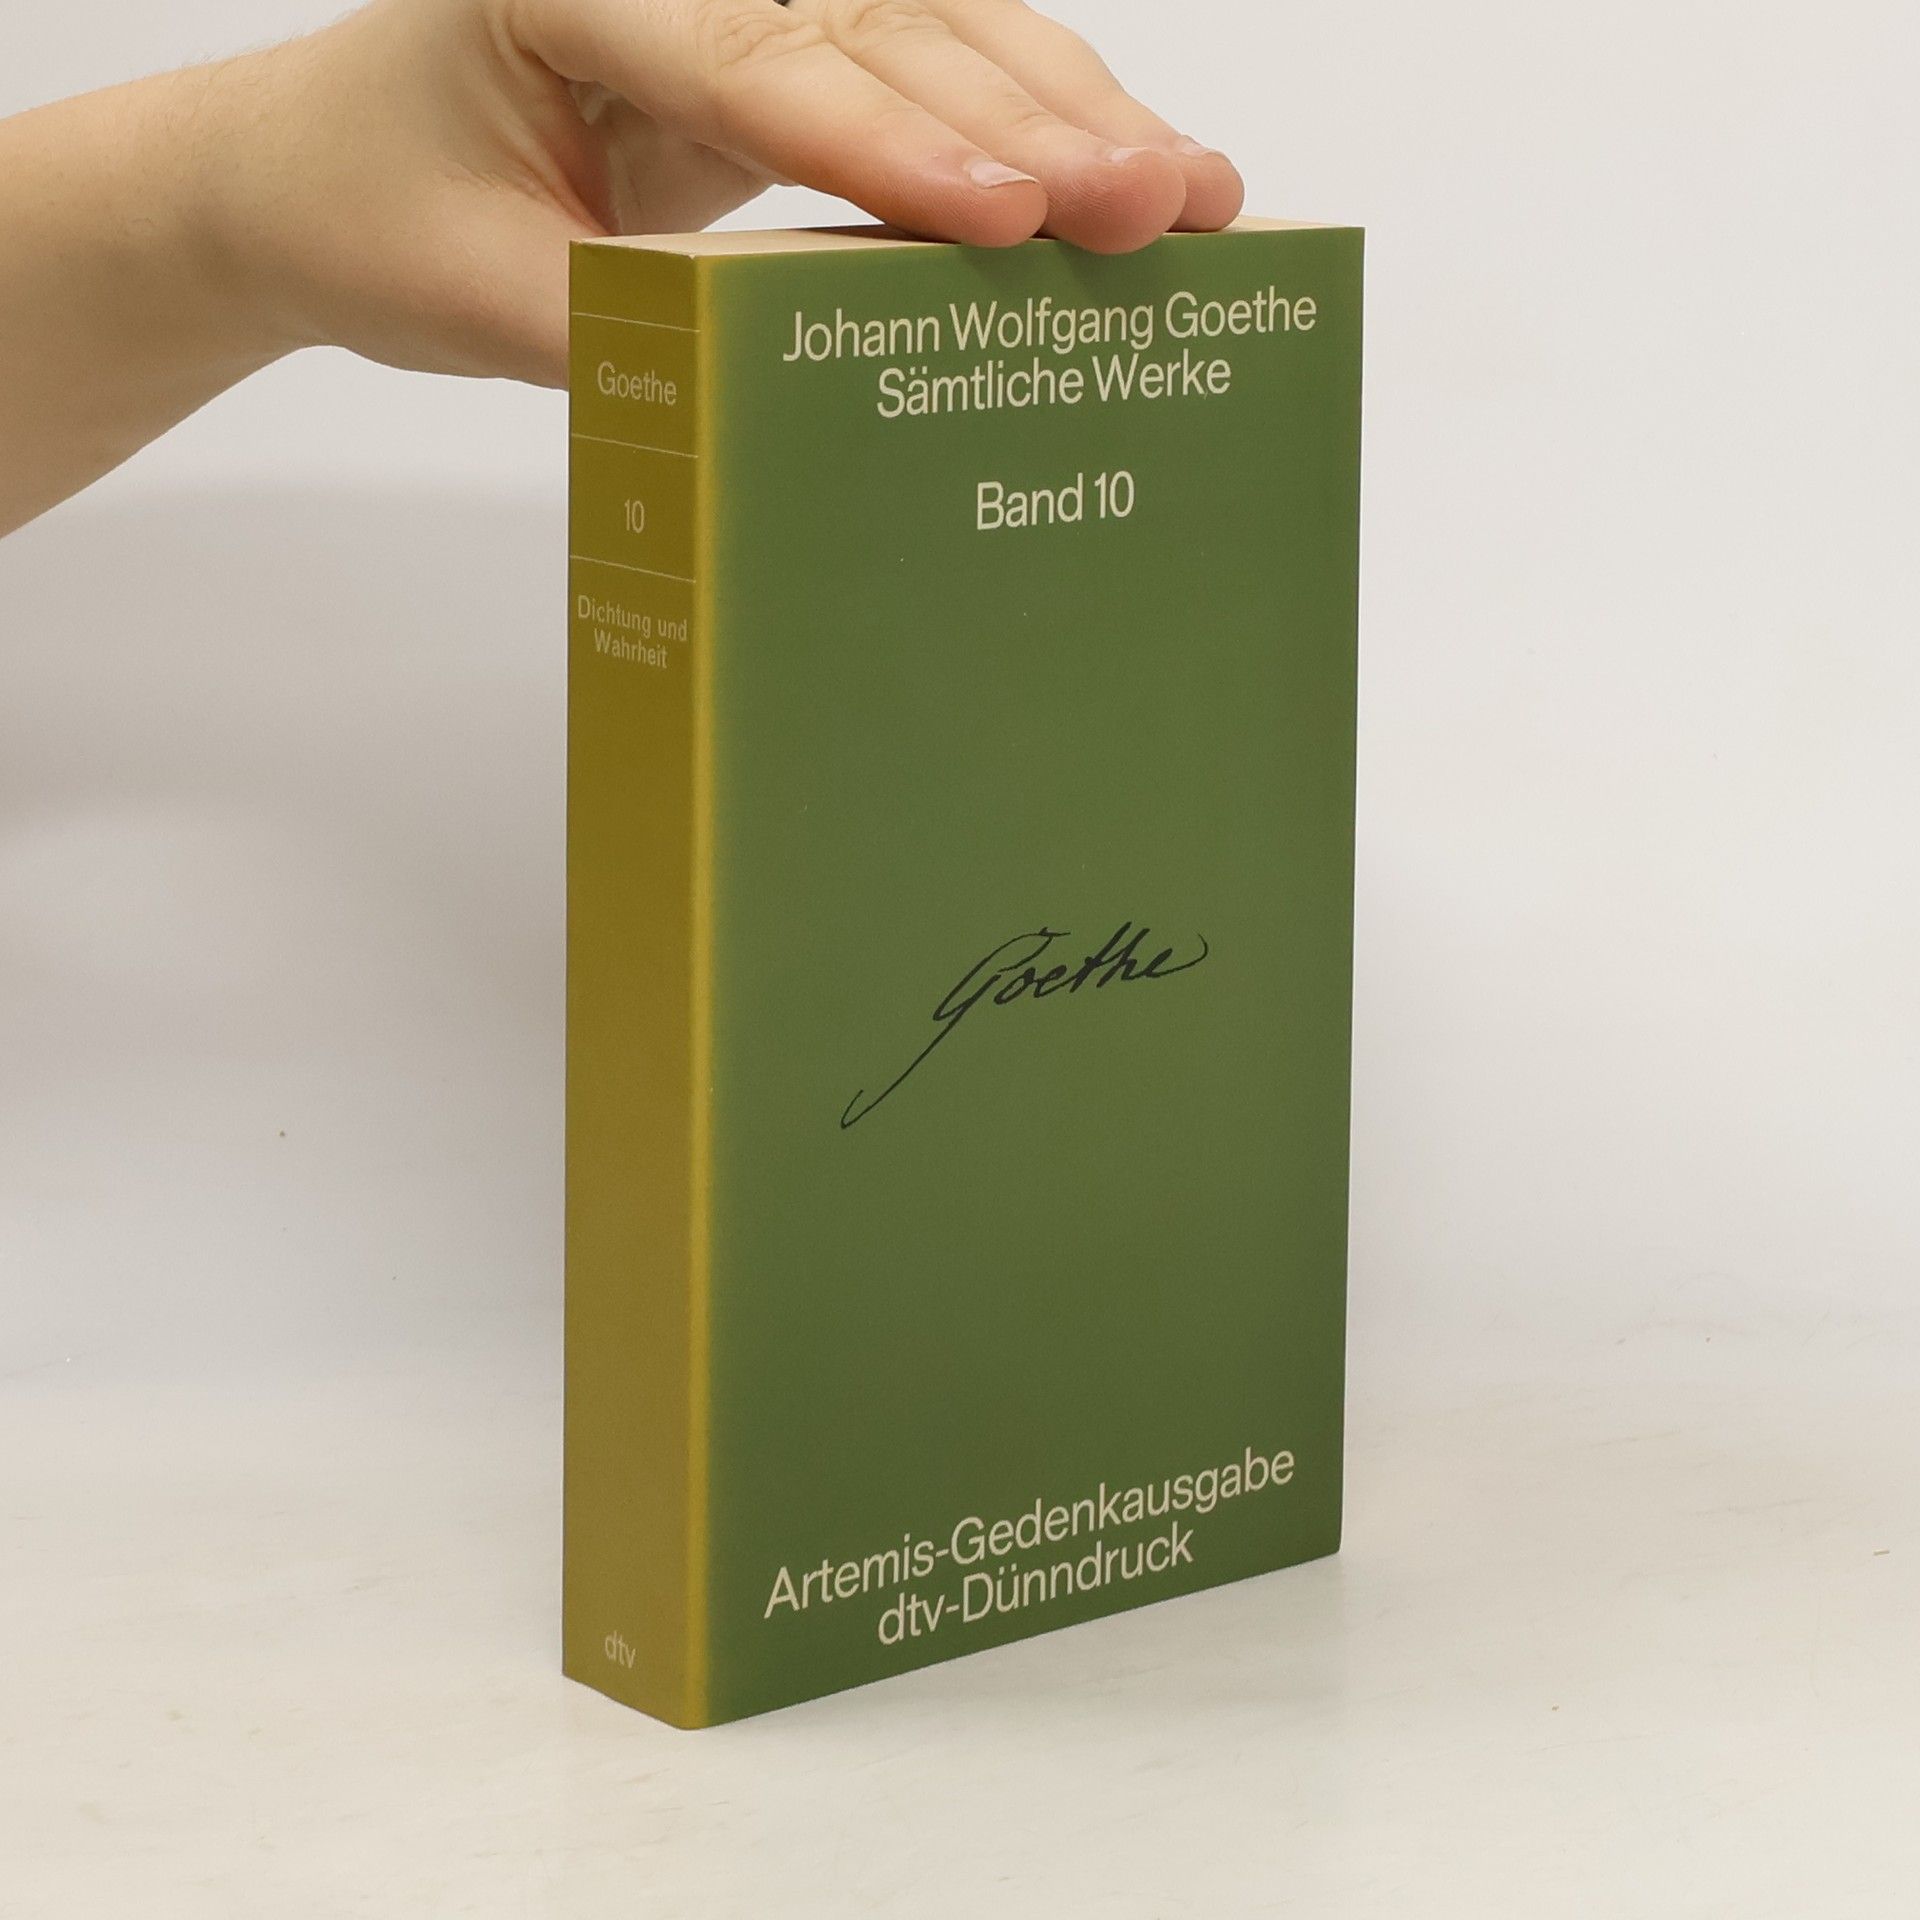 Goethe
10
Dichtung und
Wahrheit
dtv
Johann Wolfgang Goethe
Sämtliche Werke
Band 10
Goethe
Artemis-Gedenkausgabe
dtv-Dünndruck